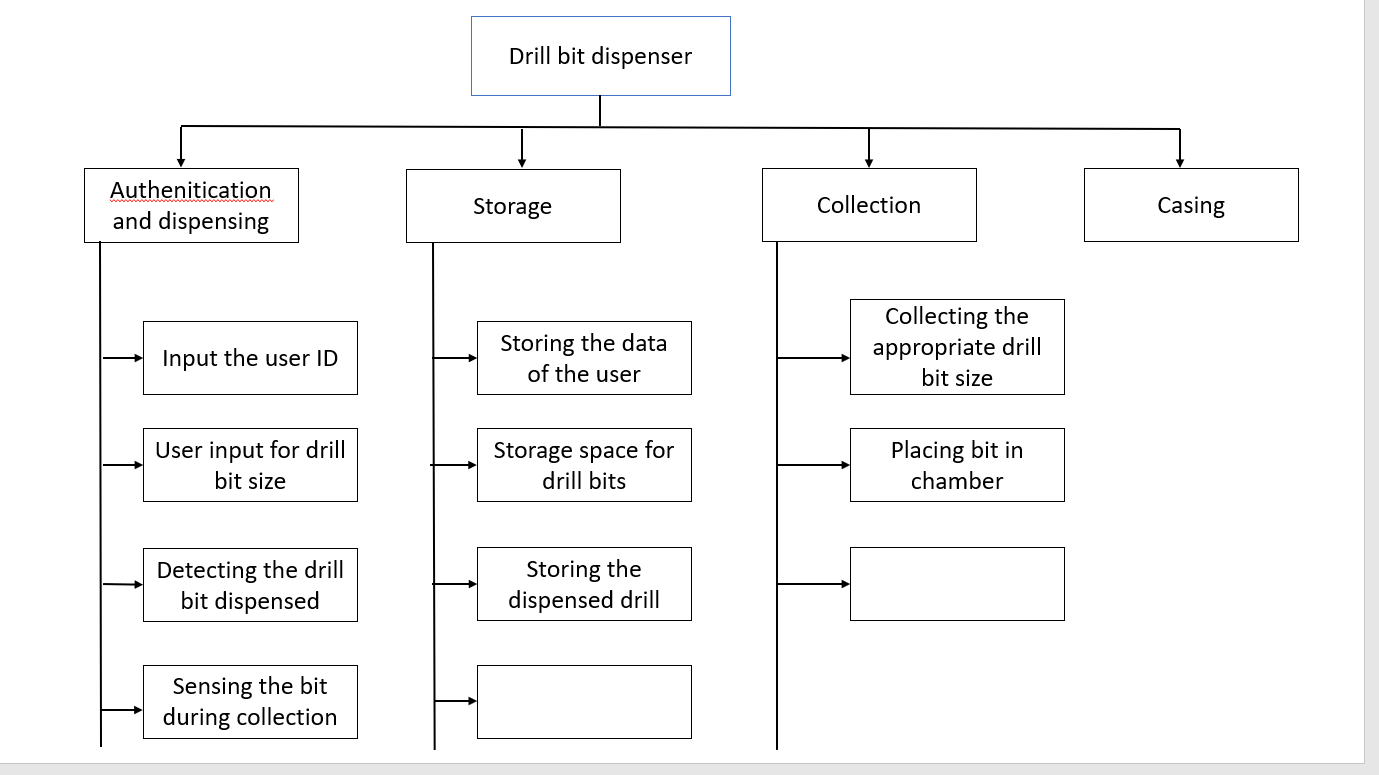 Drill bit dispenser
Authenitication
and dispensing
Storage
Collection
Casing
Input the user ID
User input for drill
bit size
Detecting the drill
bit dispensed
Sensing the bit
during collection
Storing the data
of the user
Storage space for
drill bits
Storing the
dispensed drill
Collecting the
appropriate drill
bit size
Placing bit in
chamber